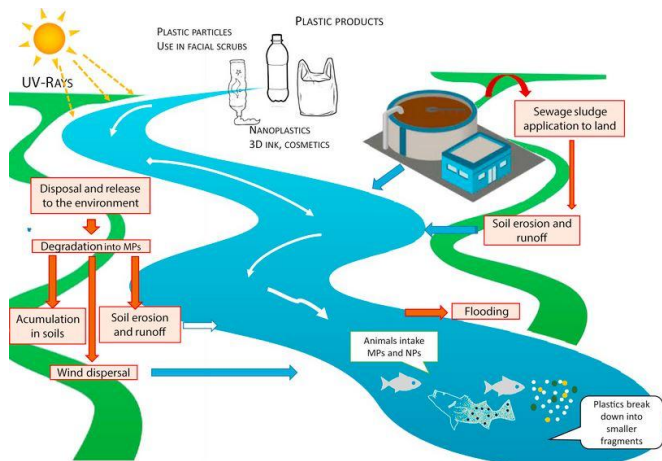 PLASTIC PRODUCTS
PLASTIC PARTICLES
USE IN FACIAL SCRUBS
UV-RAYS
NANOPLASTICS
3D INK, COSMETICS
Sewage sludge
application to land
Disposal and release
to the environment
Soil erosion and
runoff
Degradation into MPs
Acumulation
in soils
Soil erosion
and runoff
Flooding
Animals intake
MPs and NPs
Wind dispersal
Plastics break
down into
smaller
fragments